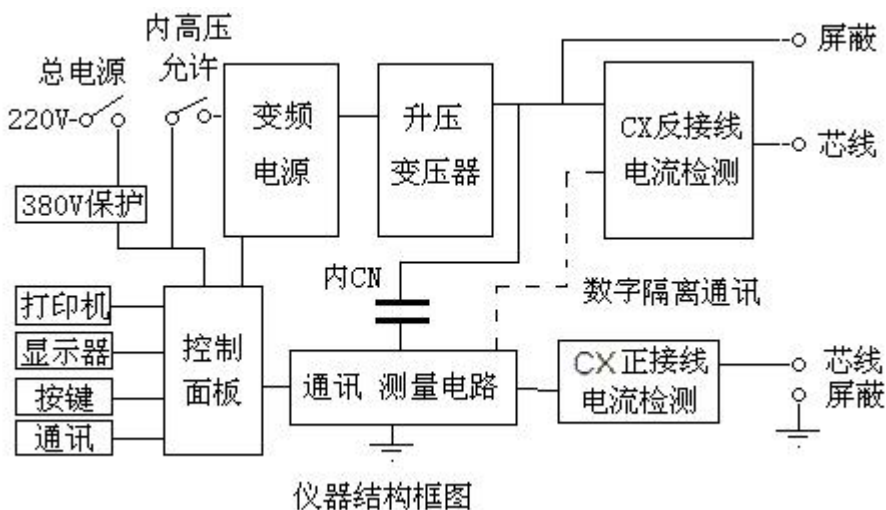 内高压
允许
总电源
220V
380V保护
变频
电源
升压
变压器
CX反接线
电流检测
屏蔽
芯线
内CN
数字隔离通讯
打印机
显示器
按键
通讯
控制
面板
通讯 测量电路
CX正接线
电流检测
芯线
屏蔽
仪器结构框图